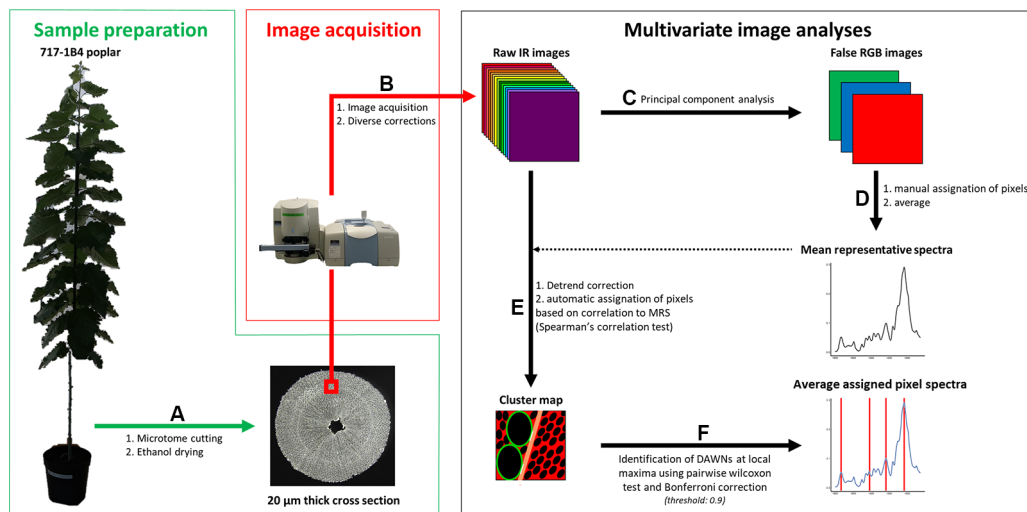 Sample preparation
717-1B4 poplar
A
1. Microtome cutting
2. Ethanol drying
20 µm thick cross section
Image acquisition
B
1. Image acquisition
2. Diverse corrections
Multivariate image analyses
Raw IR images
C Principal component analysis
False RGB images
D
1. manual assignation of pixels
2. average
Mean representative spectra
E
1. Detrend correction
2. automatic assignation of pixels
based on correlation to MRS
(Spearman's correlation test)
Cluster map
F
Identification of DAWNs at local
maxima using pairwise wilcoxon
test and Bonferroni correction
(threshold: 0.9)
Average assigned pixel spectra